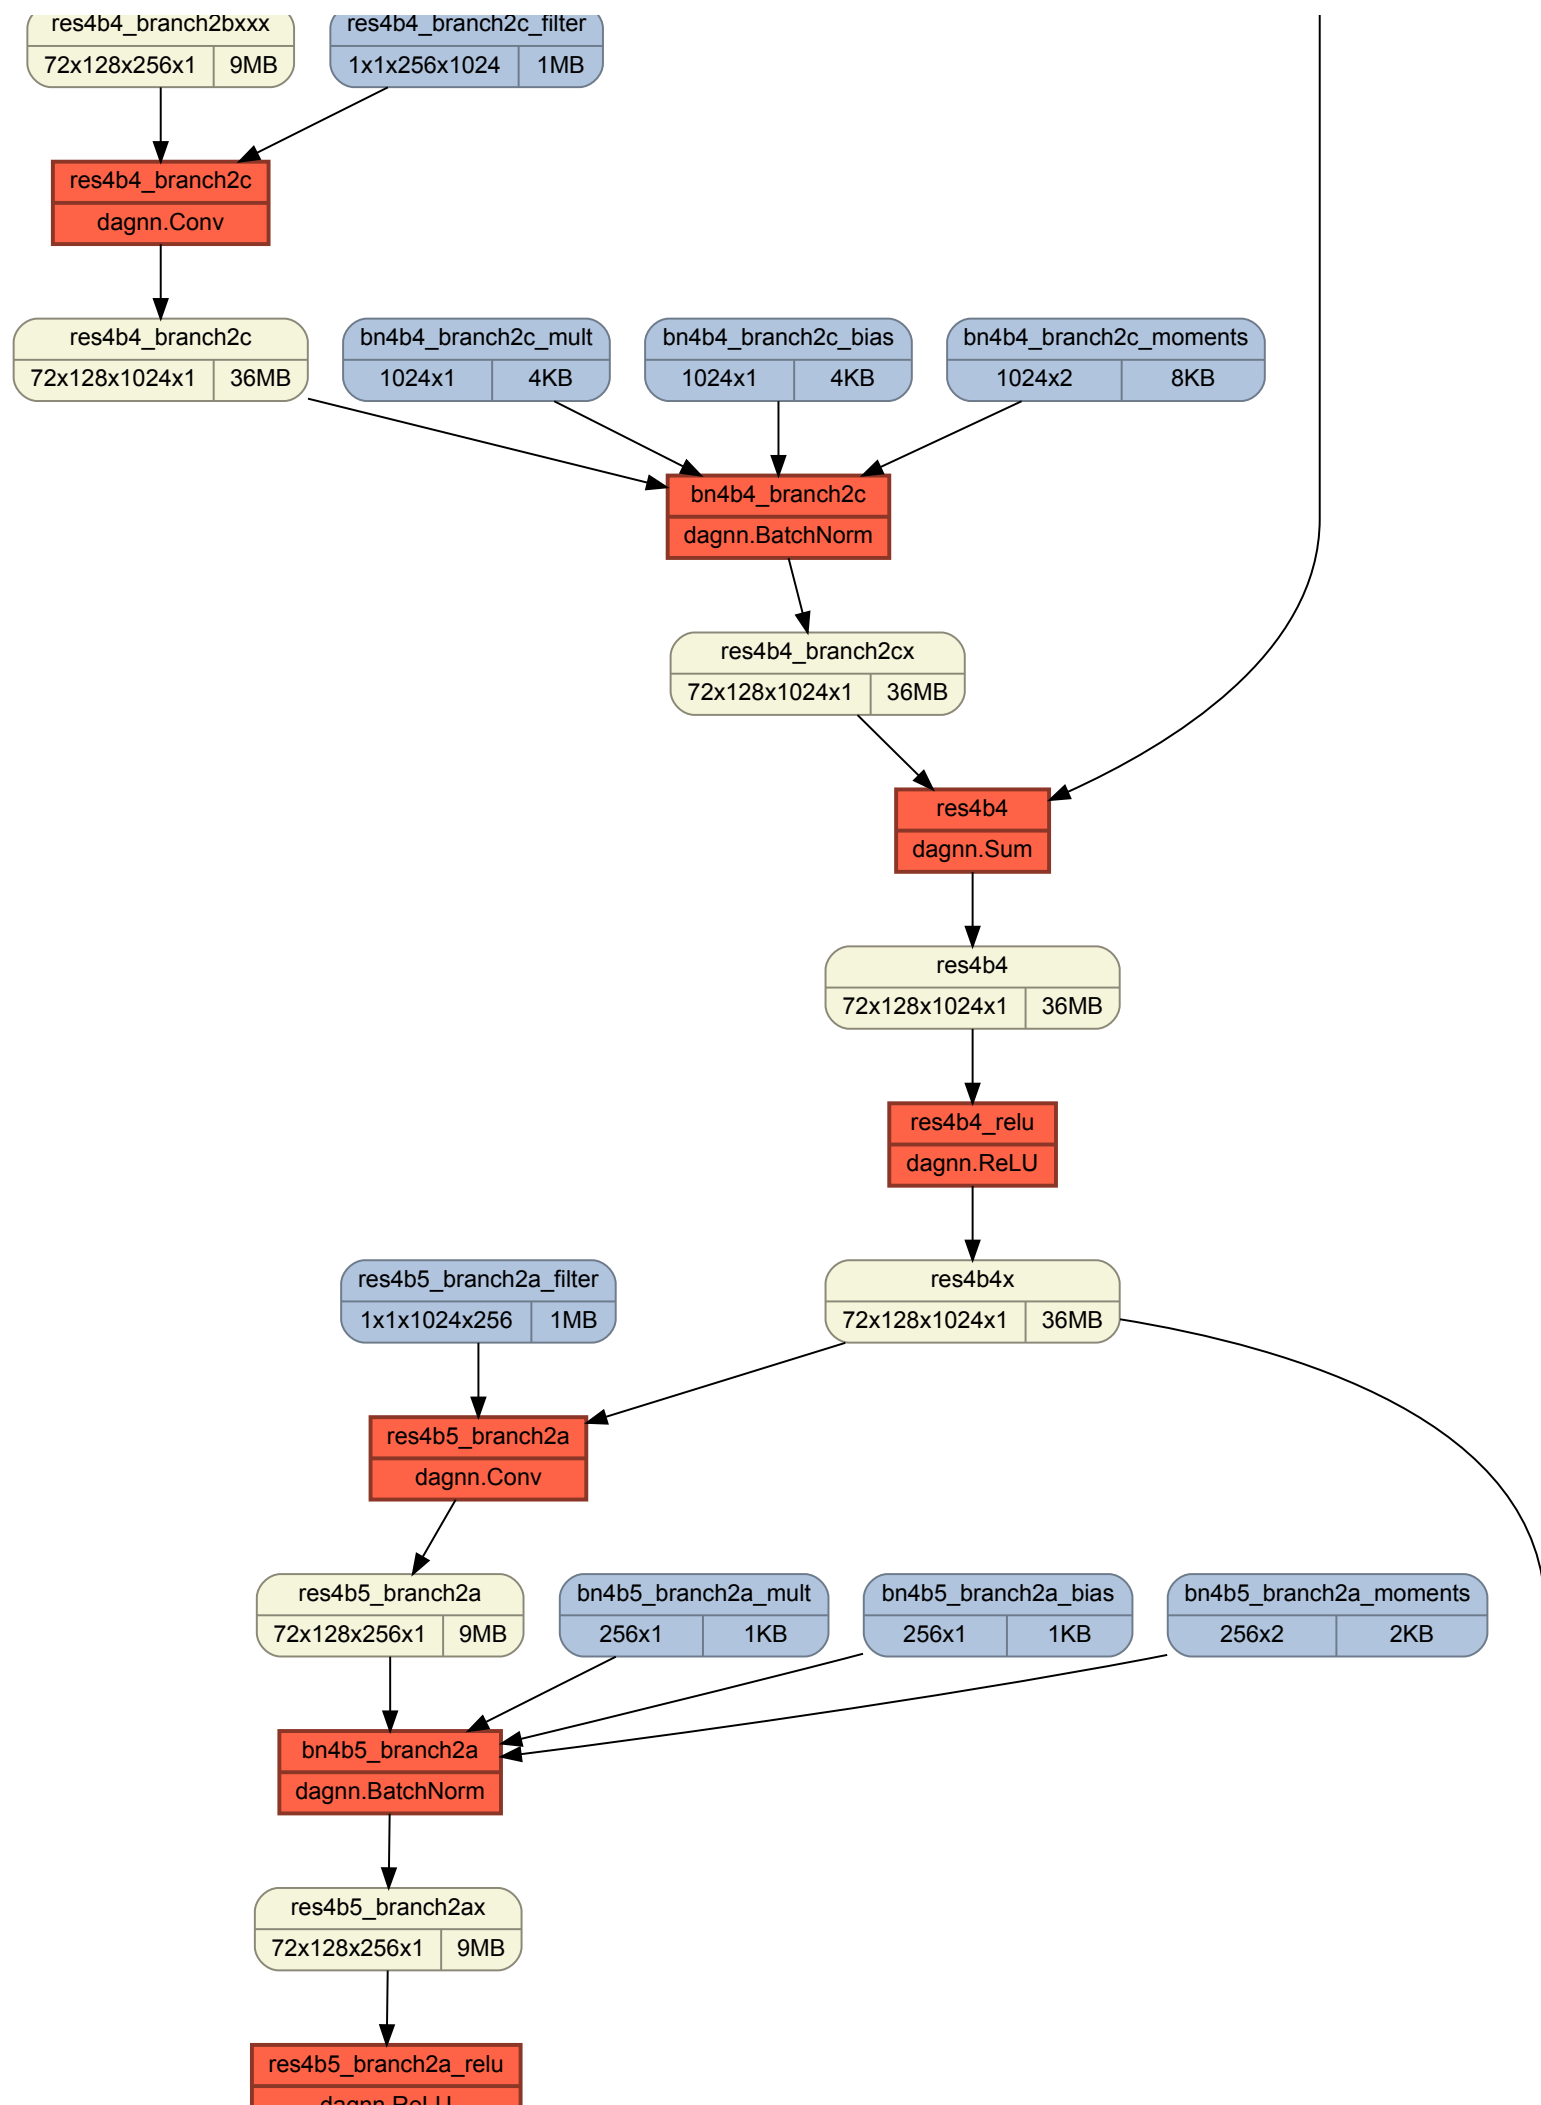 res4b4_branch2bxxx
72x128x256x1 9MB
res4b4_branch2c_filter
1x1x256x1024 1MB
res4b4_branch2c
dagnn.Conv
res4b4_branch2c
72x128x1024x1 36MB
bn4b4_branch2c_mult
1024x1 4KB
bn4b4_branch2c_bias
1024x1 4KB
bn4b4_branch2c_moments
1024x2 8KB
bn4b4_branch2c
dagnn.BatchNorm
res4b4_branch2cx
72x128x1024x1 36MB
res4b4
dagnn.Sum
res4b4
72x128x1024x1 36MB
res4b4_relu
dagnn.ReLU
res4b5_branch2a_filter
1x1x1024x256 1MB
res4b4x
72x128x1024x1 36MB
res4b5_branch2a
dagnn.Conv
res4b5_branch2a
72x128x256x1 9MB
bn4b5_branch2a_mult
256x1 1KB
bn4b5_branch2a_bias
256x1 1KB
bn4b5_branch2a_moments
256x2 2KB
bn4b5_branch2a
dagnn.BatchNorm
res4b5_branch2ax
72x128x256x1 9MB
res4b5_branch2a_relu
dagnn.ReLU